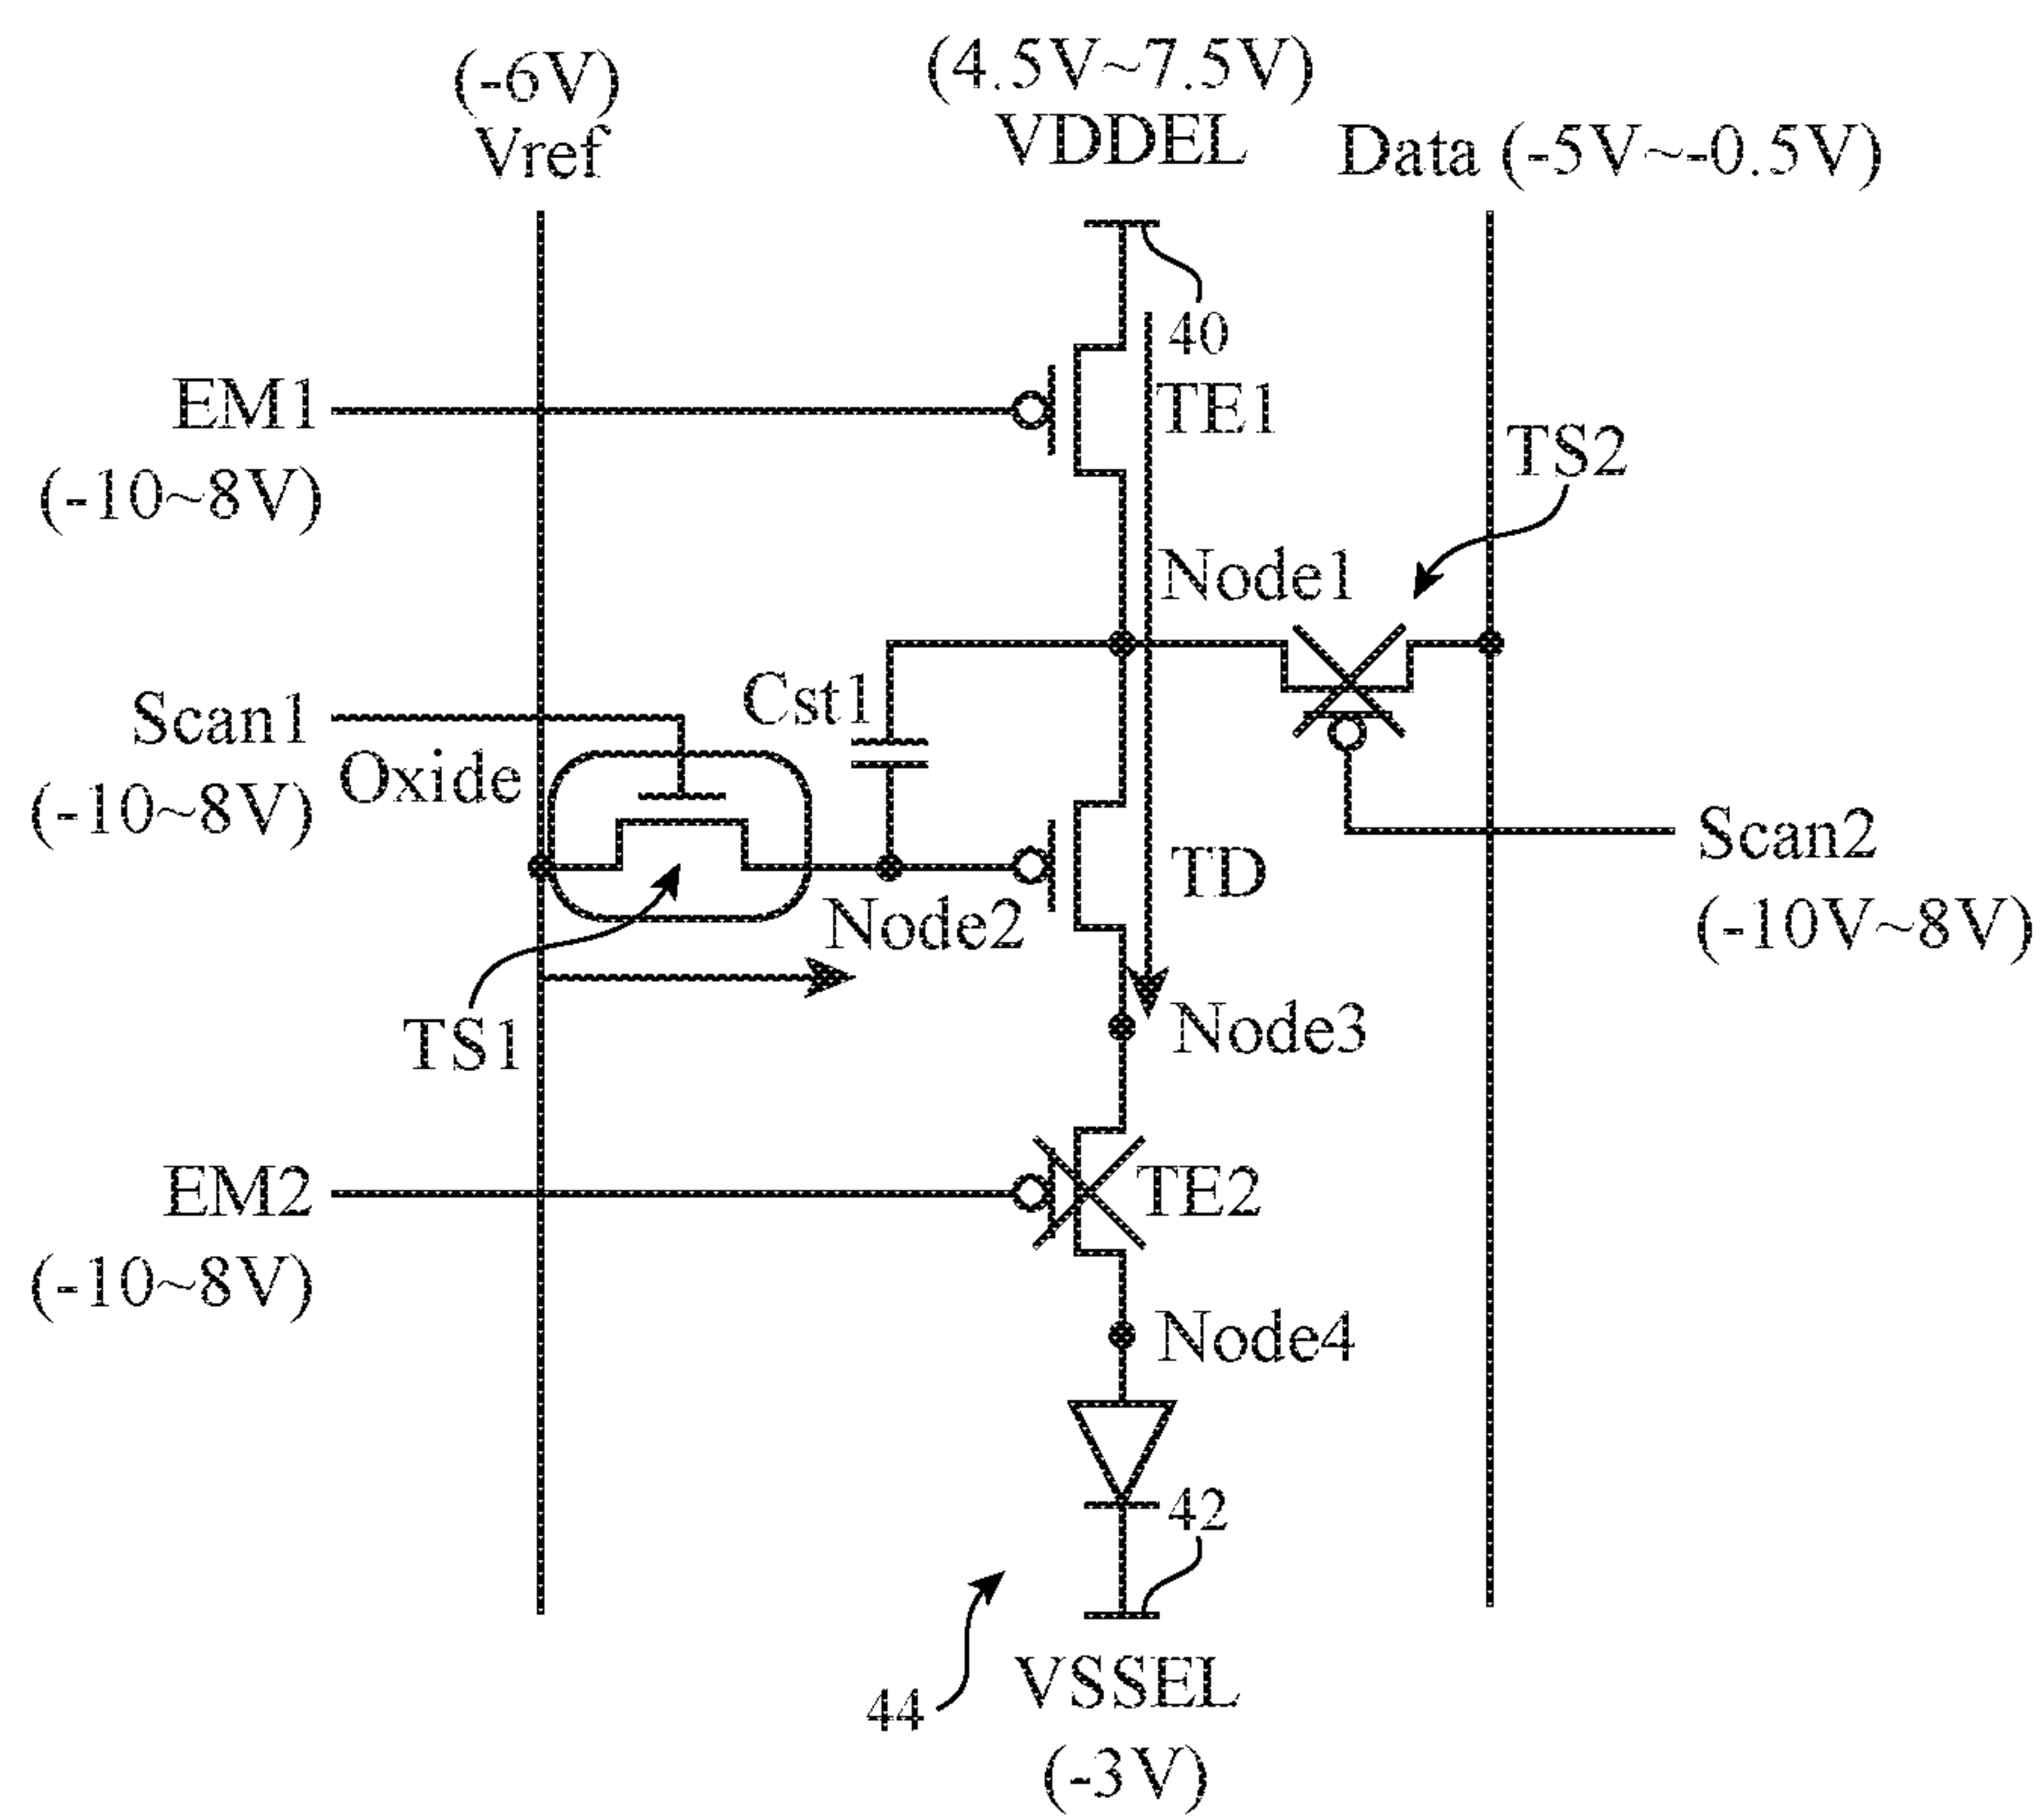 (-6V)
Vref
(4.5V~7.5V)
VDDEL
Data (-5V~-0.5V)
40
EM1
(-10~8V)
TE1
TS2
Node1
Scan1
(-10~8V)
Oxide
Cst1
Scan2
(-10V~8V)
TD
Node2
TS1
Node3
EM2
(-10~8V)
TE2
Node4
42
44
VSSEL
(-3V)